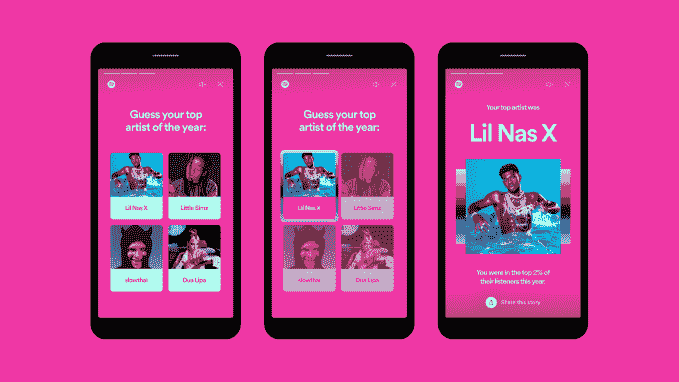 Guess your top
artist of the year:
Lil Nas X
Little Simz
slowthai
Dua Lipa
Guess your top
artist of the year:
Lil Nas X
Little Simz
slowthai
Dua Lipa
Your top artist was
Lil Nas X
You were in the top 2% of
their listeners this year.
Share this story